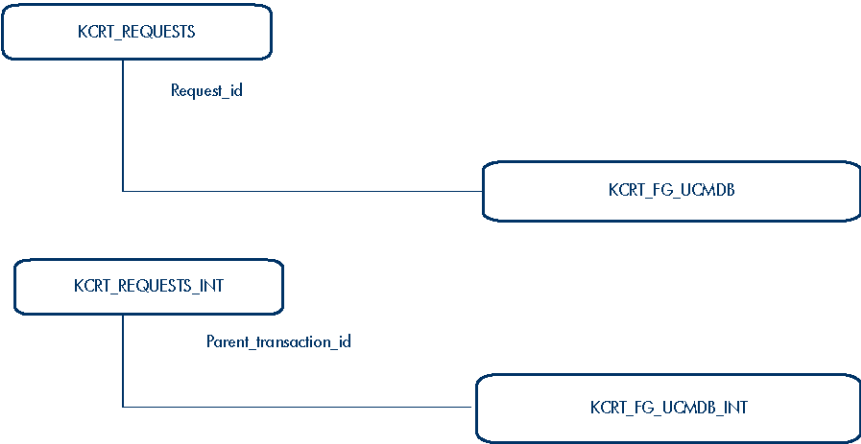 KCRT_REQUESTS
Request_id
KCRT_FG_UCMDB
KCRT_REQUESTS_INT
Parent_transaction_id
KCRT_FG_UCMDB_INT